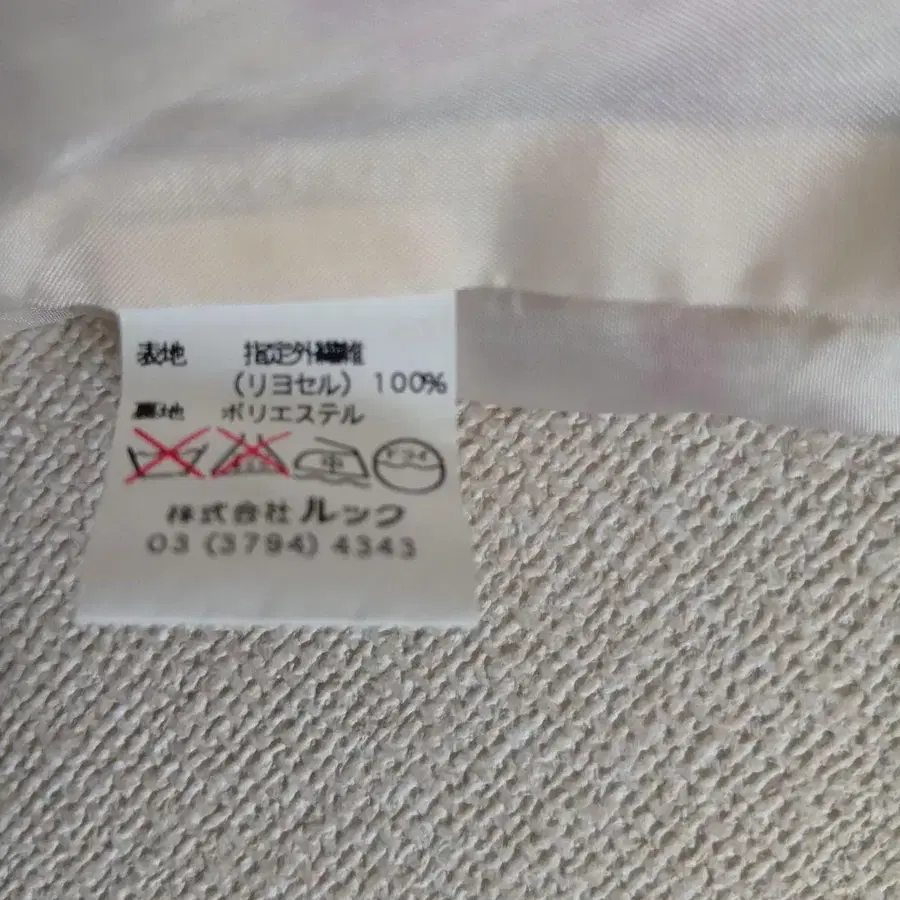 表地 指定外繊維
(リヨセル) 100%
裏地 ポリエステル
中 ドライ
株式会社 ルック
03 (3794) 4343